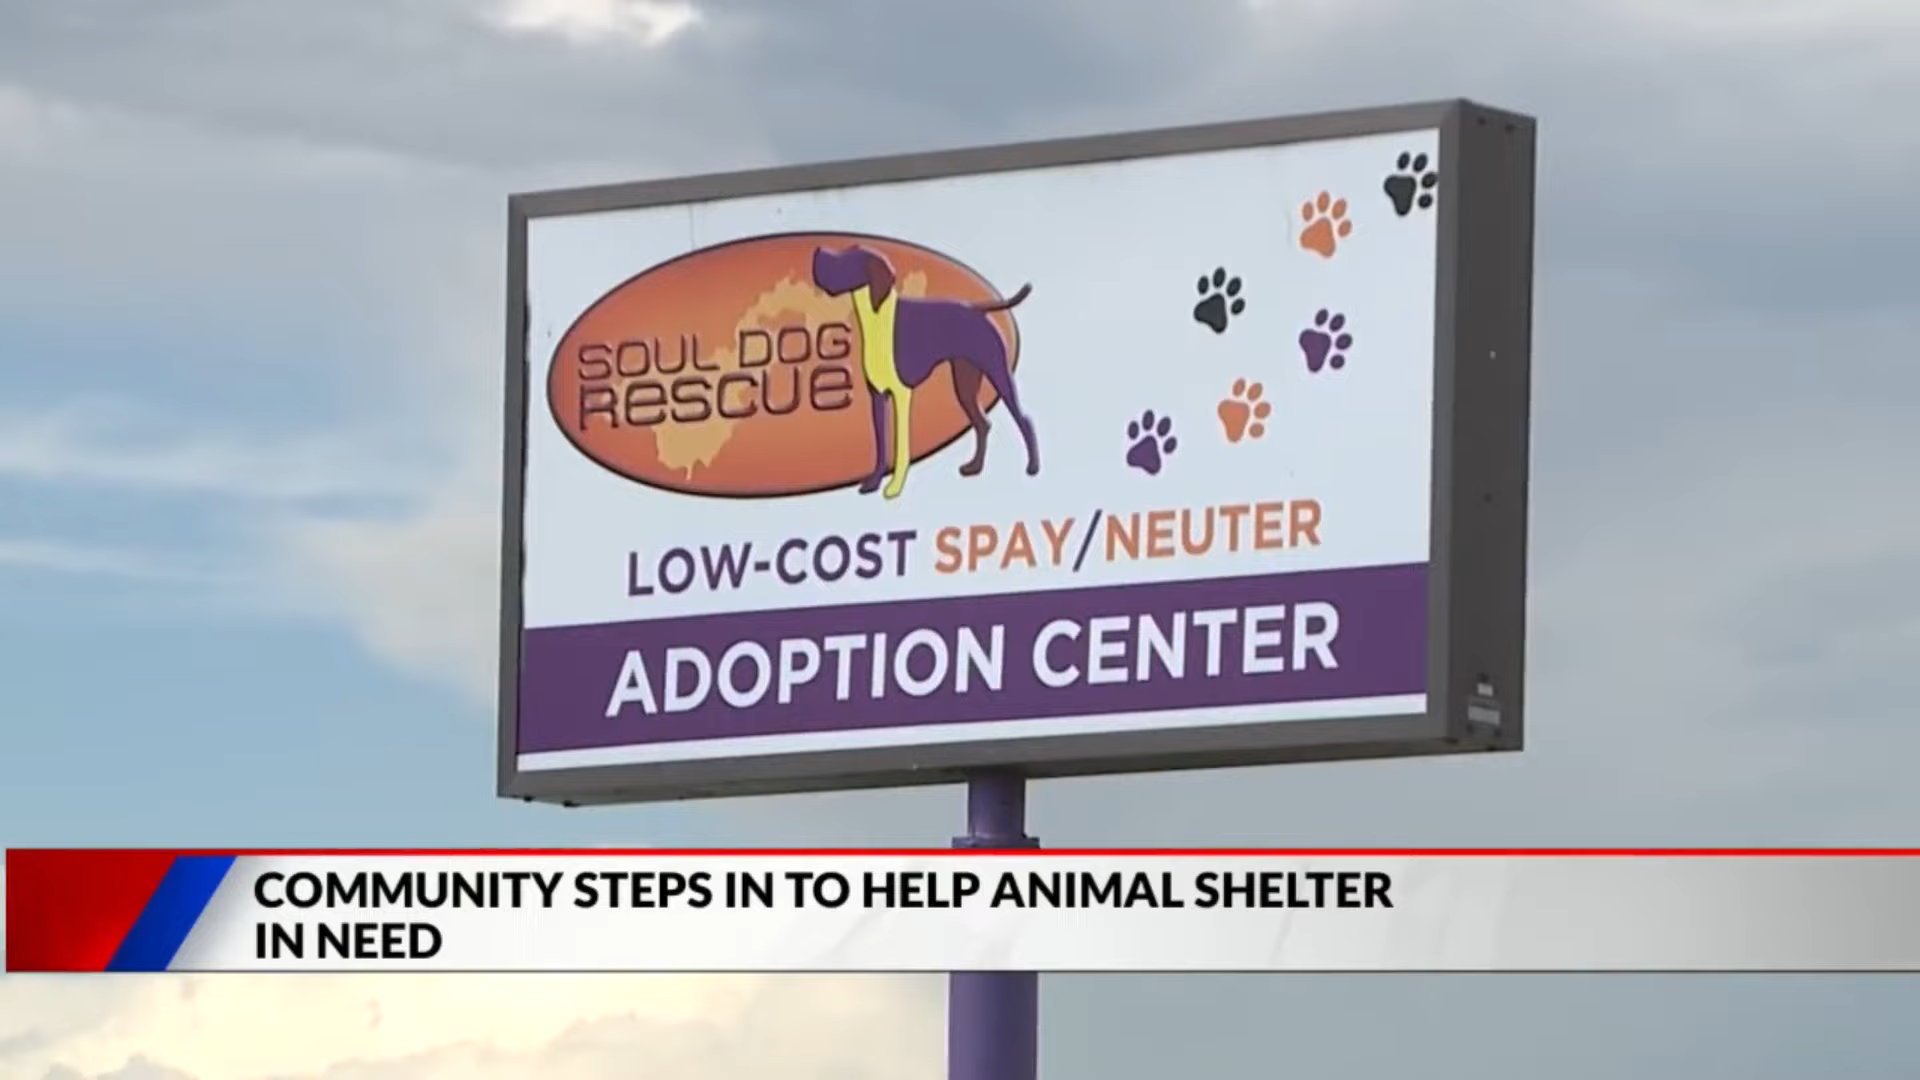 SOUL DOG
RESCUE
LOW-COST SPAY/NEUTER
ADOPTION CENTER
COMMUNITY STEPS IN TO HELP ANIMAL SHELTER
IN NEED